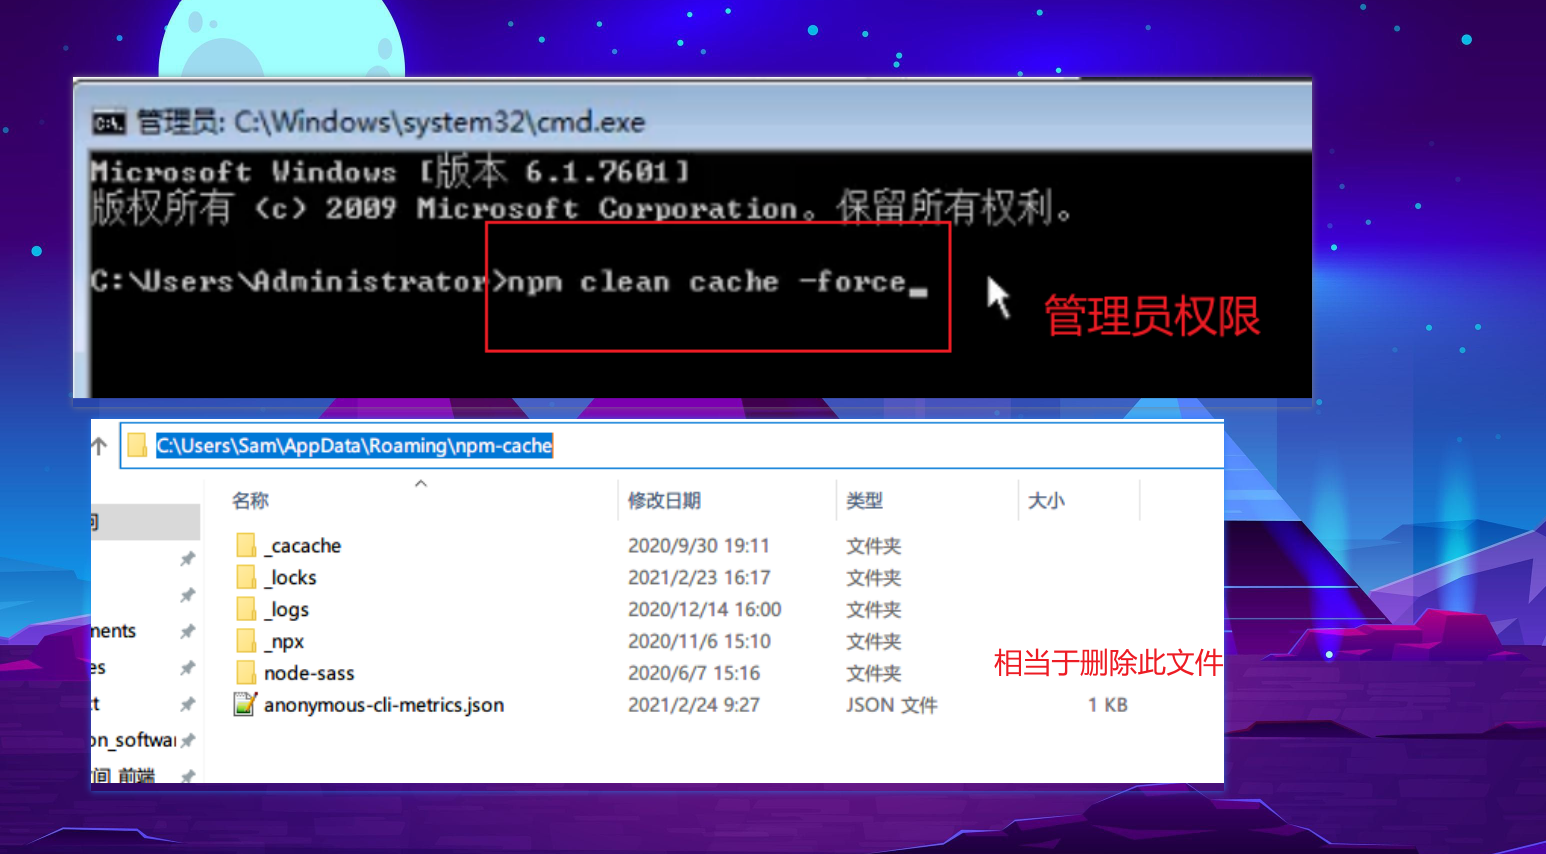 管理员: C:\Windows\system32\cmd.exe
Microsoft Windows [版本 6.1.7601]
版权所有 (c) 2009 Microsoft Corporation。保留所有权利。
C:\Users\Administrator>npm clean cache -force
管理员权限
C:\Users\Sam\AppData\Roaming\npm-cache
名称 修改日期 类型 大小
_cacache 2020/9/30 19:11 文件夹
_locks 2021/2/23 16:17 文件夹
_logs 2020/12/14 16:00 文件夹
ments _npx 2020/11/6 15:10 文件夹
相当于删除此文件
es node-sass 2020/6/7 15:16 文件夹
t anonymous-cli-metrics.json 2021/2/24 9:27 JSON 文件 1 KB
on_softwar
间 前端